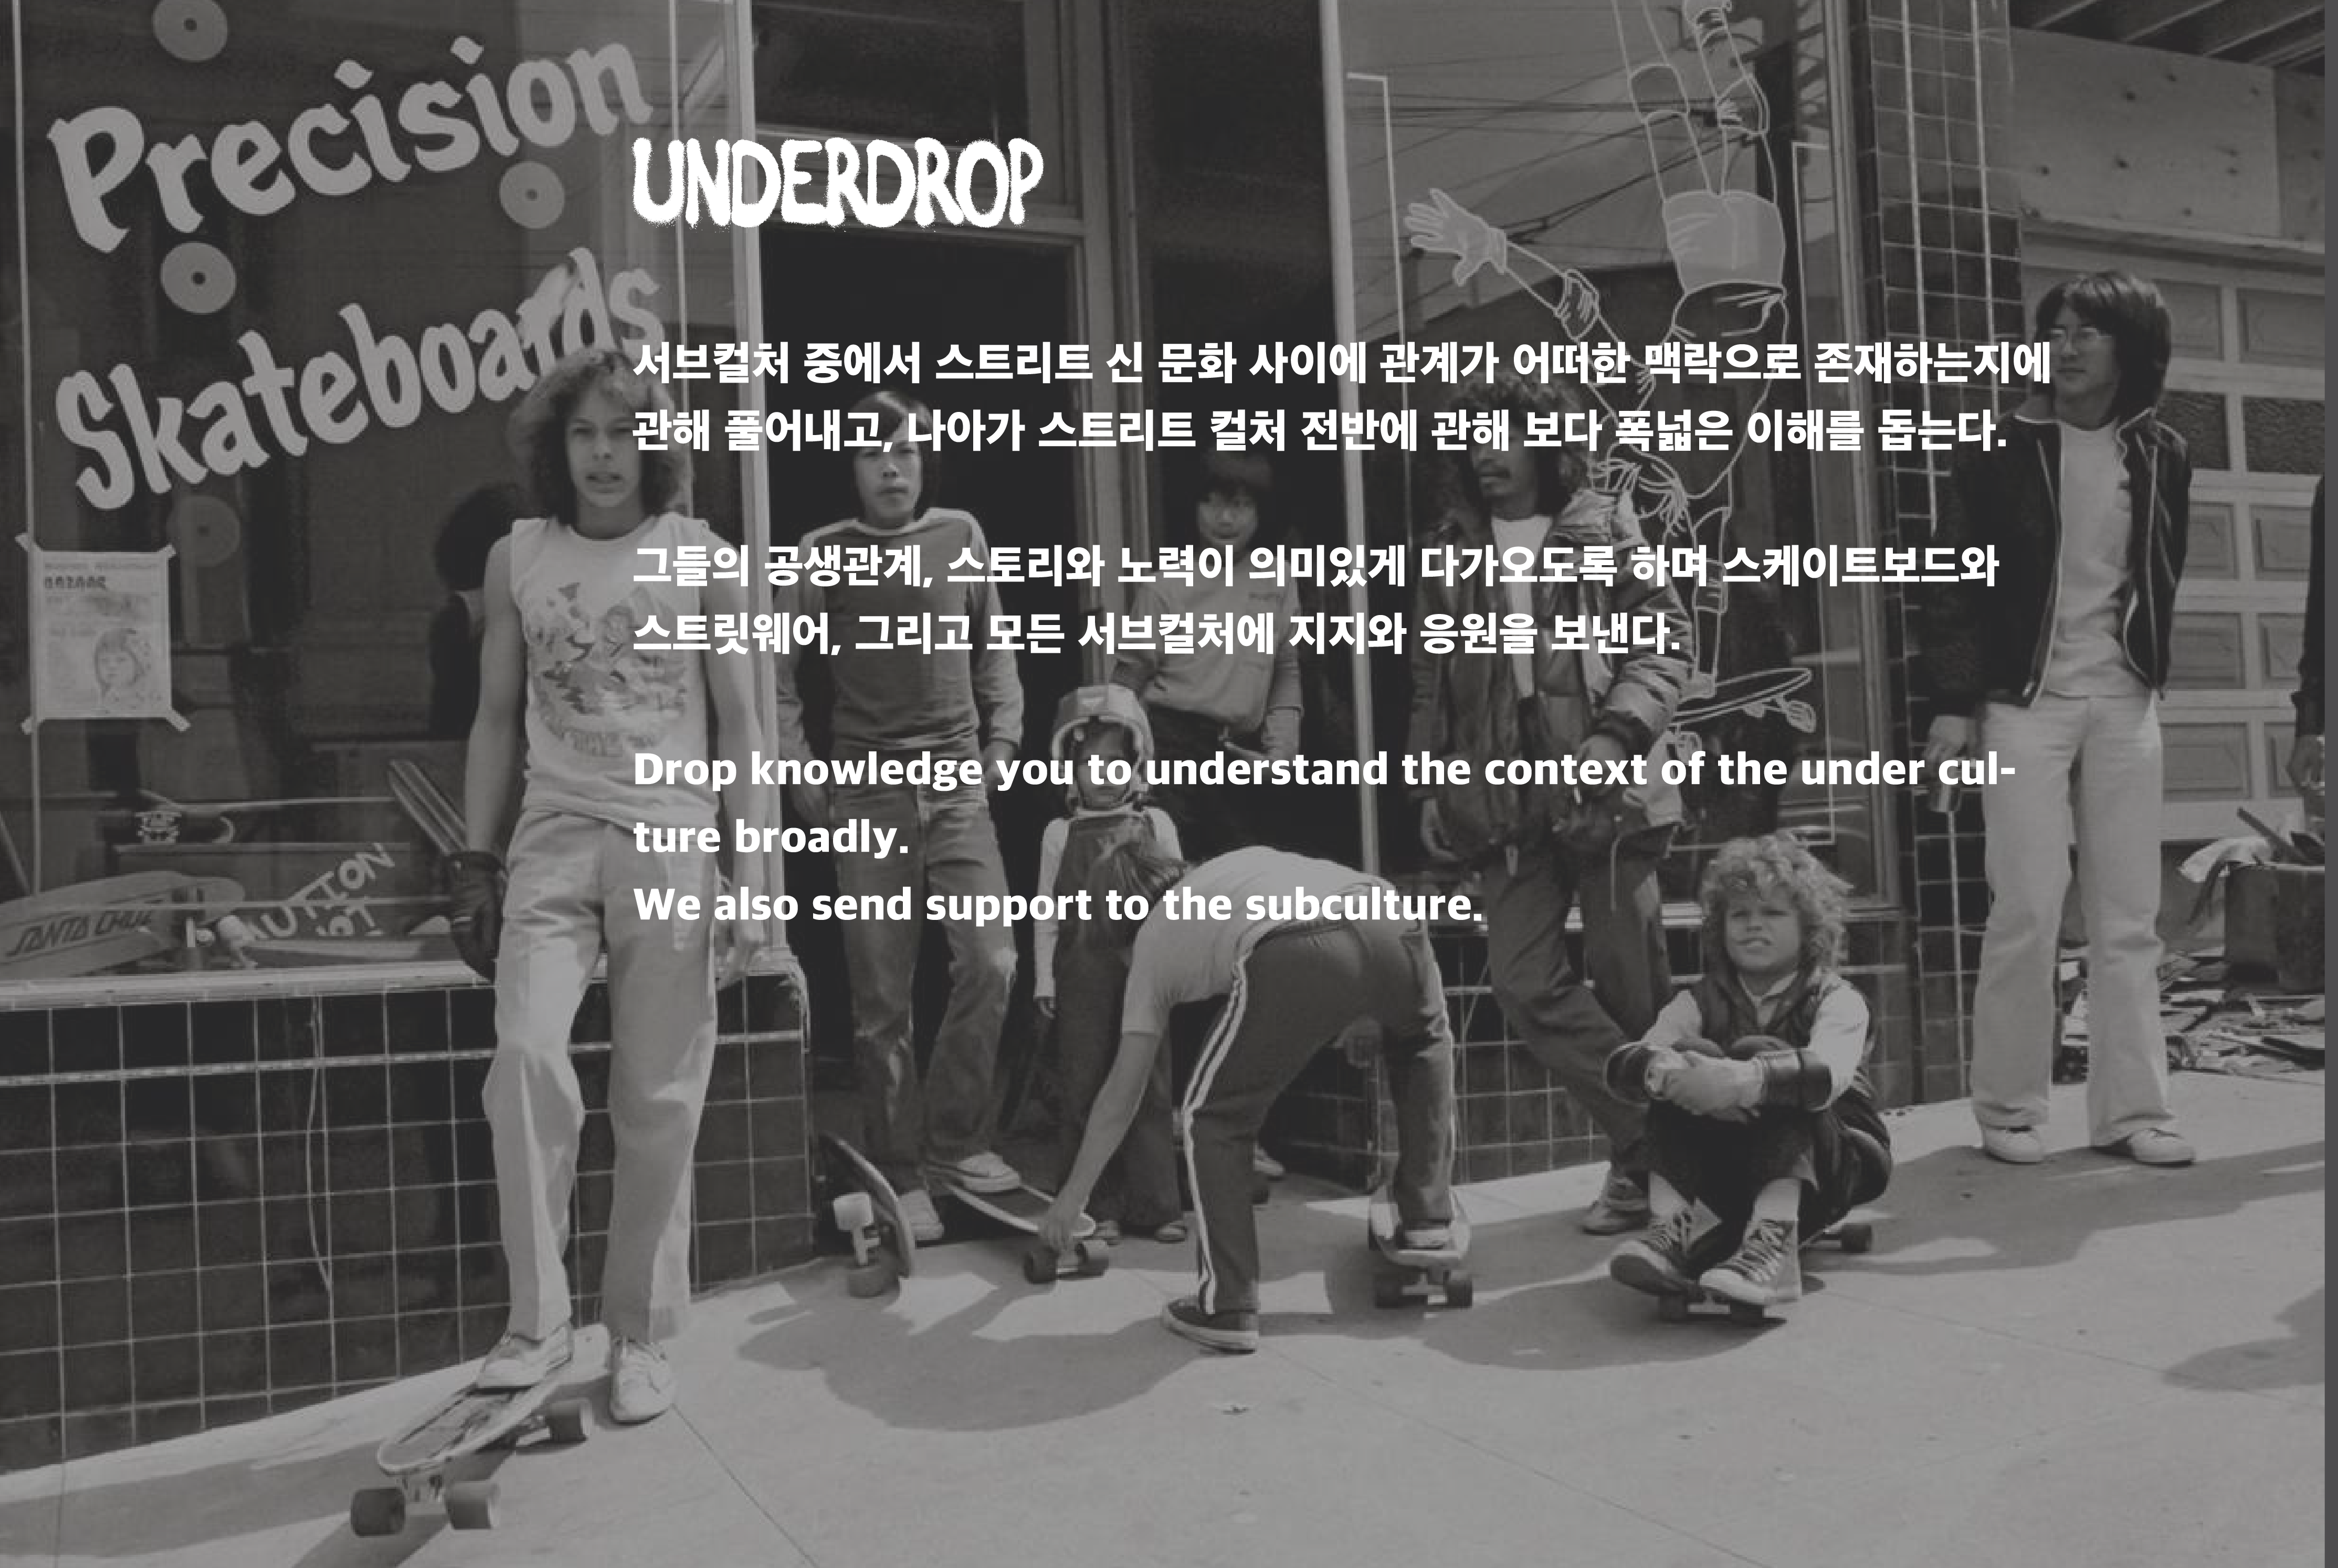 Precision
Skateboards
UNDERDROP
서브컬처 중에서 스트리트 신 문화 사이에 관계가 어떠한 맥락으로 존재하는지에
관해 풀어내고, 나아가 스트리트 컬처 전반에 관해 보다 폭넓은 이해를 돕는다.
그들의 공생관계, 스토리와 노력이 의미있게 다가오도록 하며 스케이트보드와
스트릿웨어, 그리고 모든 서브컬처에 지지와 응원을 보낸다.
Drop knowledge you to understand the context of the under cul-
ture broadly.
We also send support to the subculture.
SANTA CRUZ